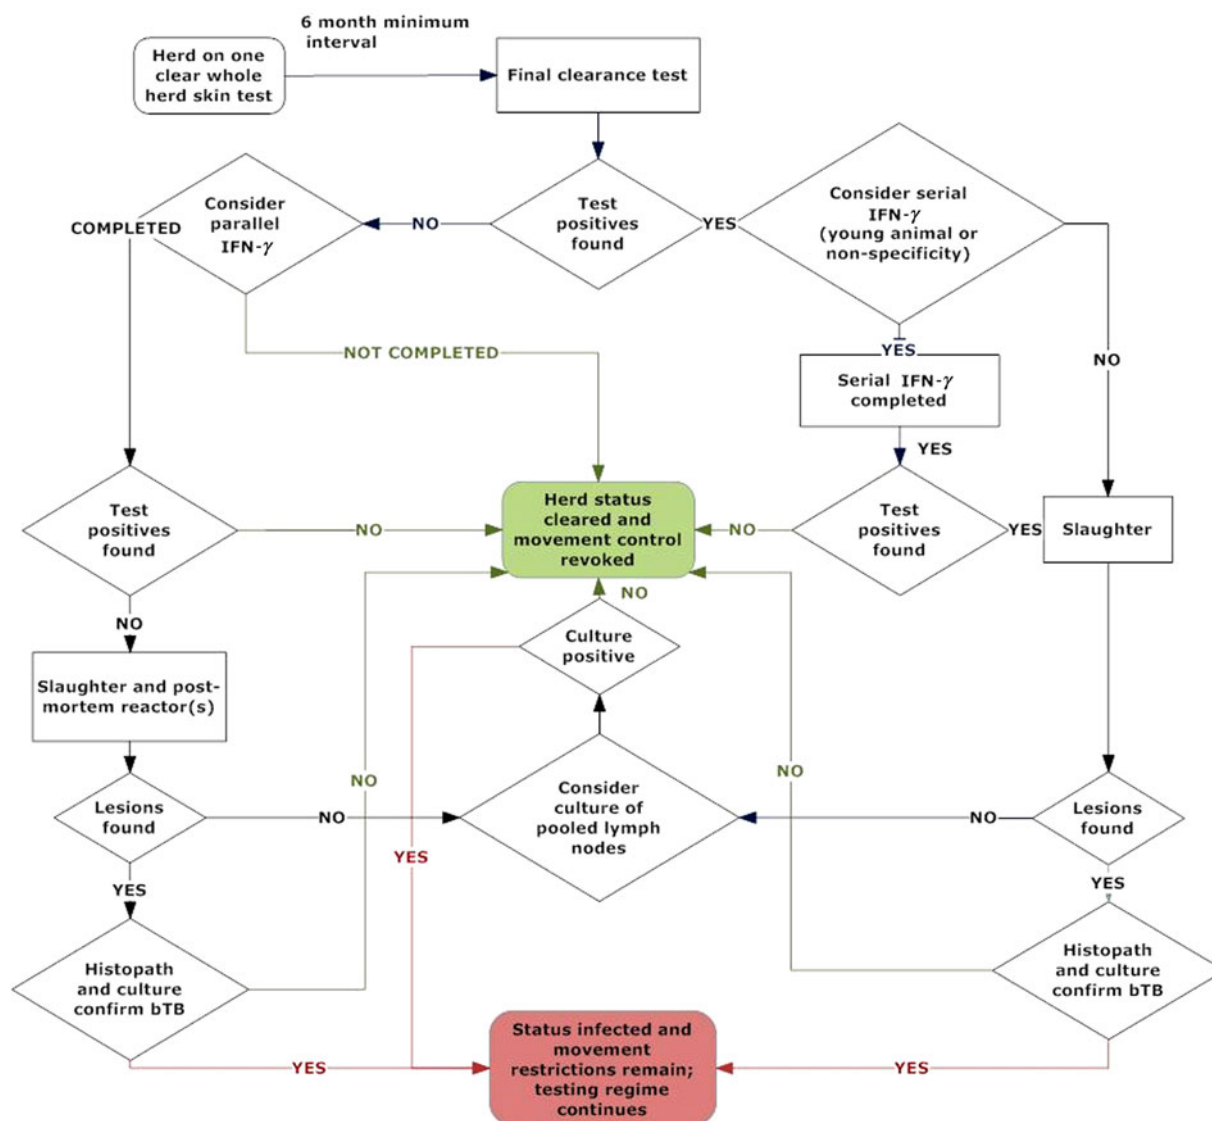 6 month minimum
interval
Herd on one
clear whole
herd skin test
Final clearance test
Consider
parallel
IFN-γ
COMPLETED
NO
Test
positives
found
YES
Consider serial
IFN-γ
(young animal or
non-specificity)
NOT COMPLETED
YES
NO
Serial IFN-γ
completed
YES
Test
positives
found
NO
Herd status
cleared and
movement control
revoked
NO
Test
positives
found
YES
Slaughter
NO
NO
Culture
positive
Slaughter and post-
mortem reactor(s)
NO
NO
Lesions
found
NO
Consider
culture of
pooled lymph
nodes
NO
Lesions
found
YES
YES
YES
Histopath
and culture
confirm bTB
Histopath
and culture
confirm bTB
YES
Status infected and
movement
restrictions remain;
testing regime
continues
YES